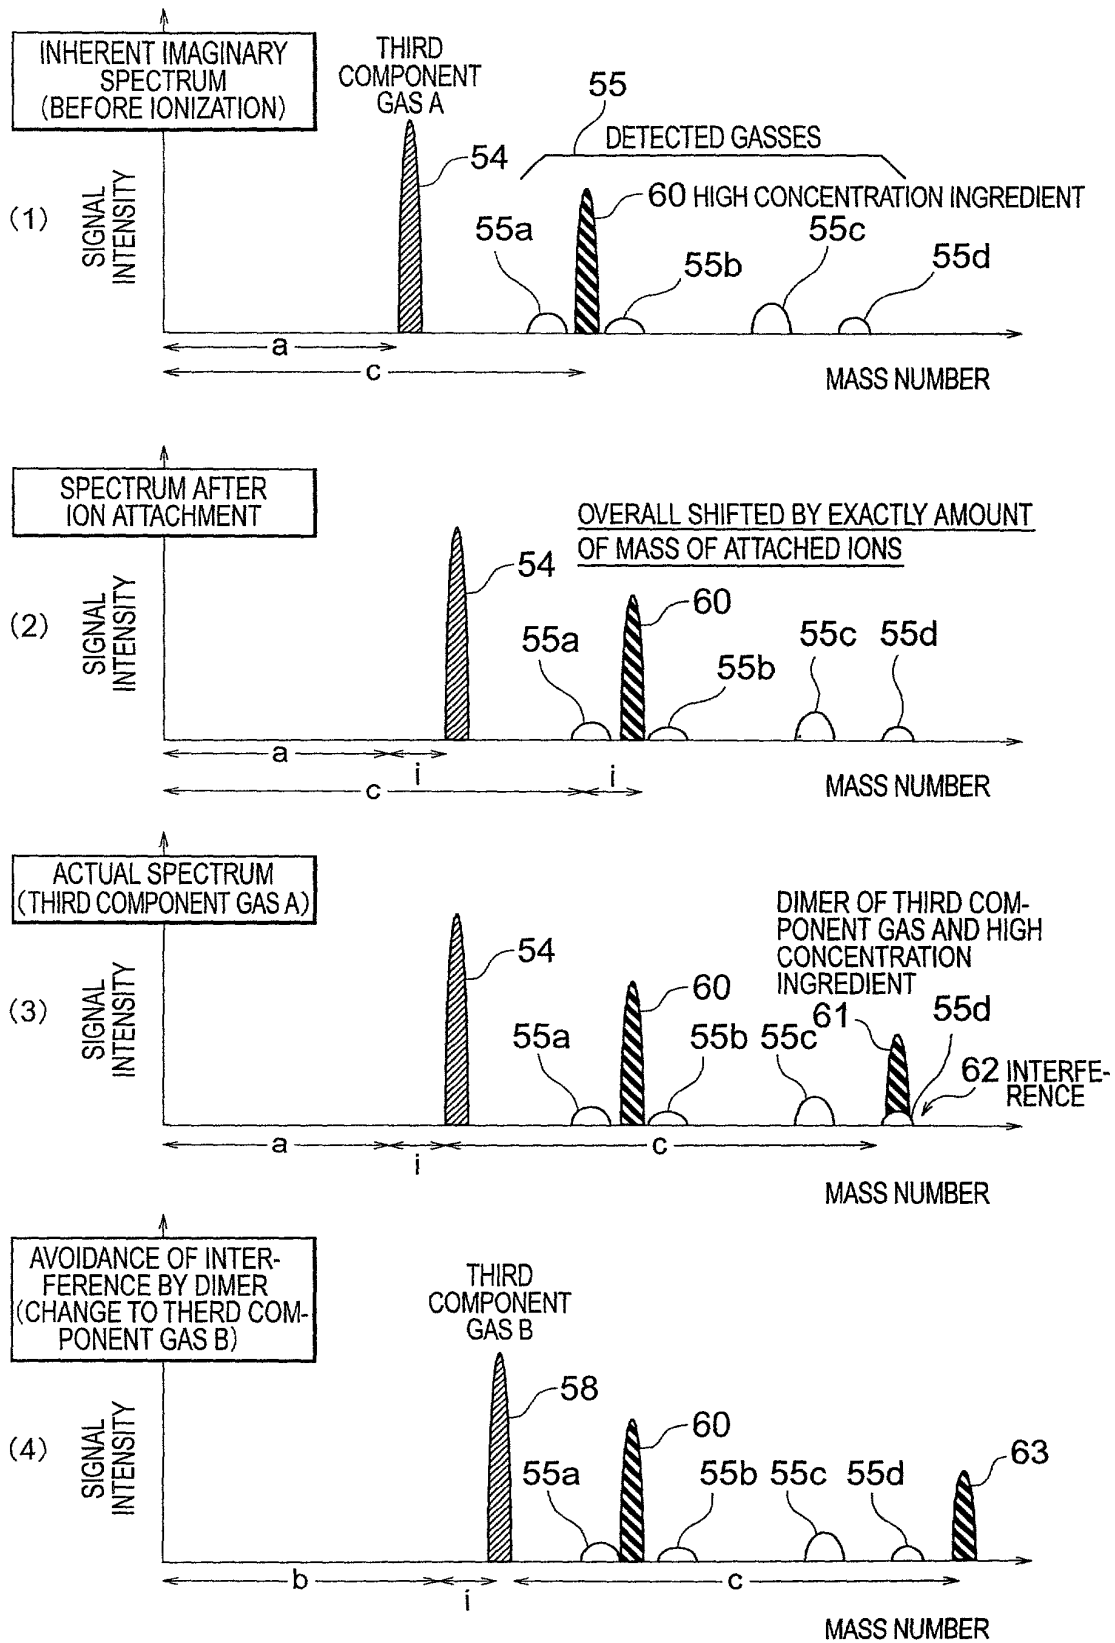 INHERENT IMAGINARY
SPECTRUM
(BEFORE IONIZATION)
THIRD
COMPONENT
GAS A
55
DETECTED GASSES
54
60 HIGH CONCENTRATION INGREDIENT
(1)
SIGNAL
INTENSITY
55a
55b
55c
55d
a
c
MASS NUMBER
SPECTRUM AFTER
ION ATTACHMENT
OVERALL SHIFTED BY EXACTLY AMOUNT
OF MASS OF ATTACHED IONS
54
60
(2)
SIGNAL
INTENSITY
55a
55b
55c
55d
a
i
c
i
MASS NUMBER
ACTUAL SPECTRUM
(THIRD COMPONENT GAS A)
DIMER OF THIRD COM-
PONENT GAS AND HIGH
CONCENTRATION
INGREDIENT
54
60
61
55d
(3)
SIGNAL
INTENSITY
55a
55b
55c
62 INTERFE-
RENCE
a
i
c
MASS NUMBER
AVOIDANCE OF INTER-
FERENCE BY DIMER
(CHANGE TO THERD COM-
PONENT GAS B)
THIRD
COMPONENT
GAS B
58
60
63
(4)
SIGNAL
INTENSITY
55a
55b
55c
55d
b
i
c
MASS NUMBER